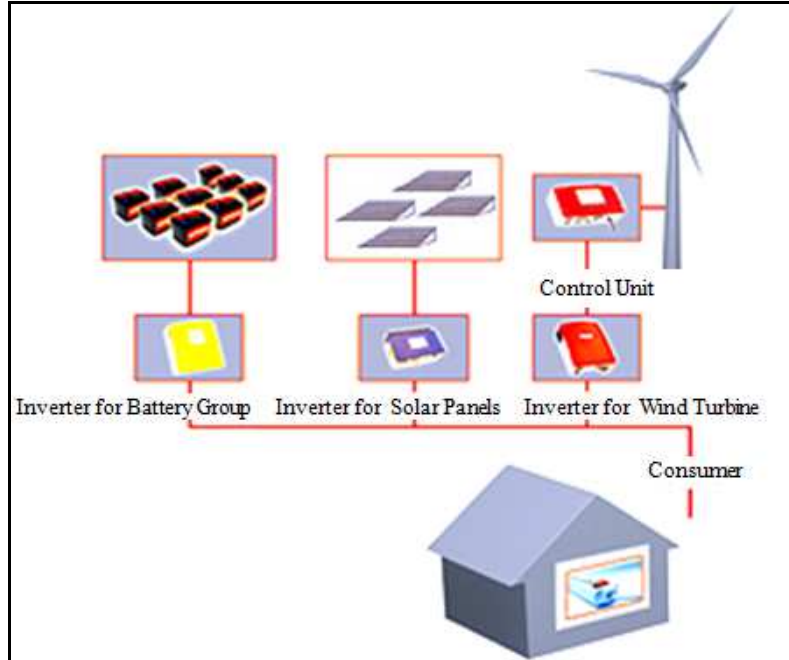 Control Unit
Inverter for Battery Group
Inverter for Solar Panels
Inverter for Wind Turbine
Consumer